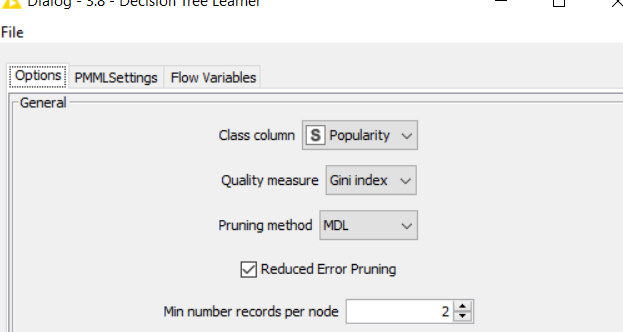 Dialog - 3:8 - Decision Tree Learner
File
Options PMMLSettings Flow Variables
General
Class column S Popularity
Quality measure Gini index
Pruning method MDL
Reduced Error Pruning
Min number records per node 2